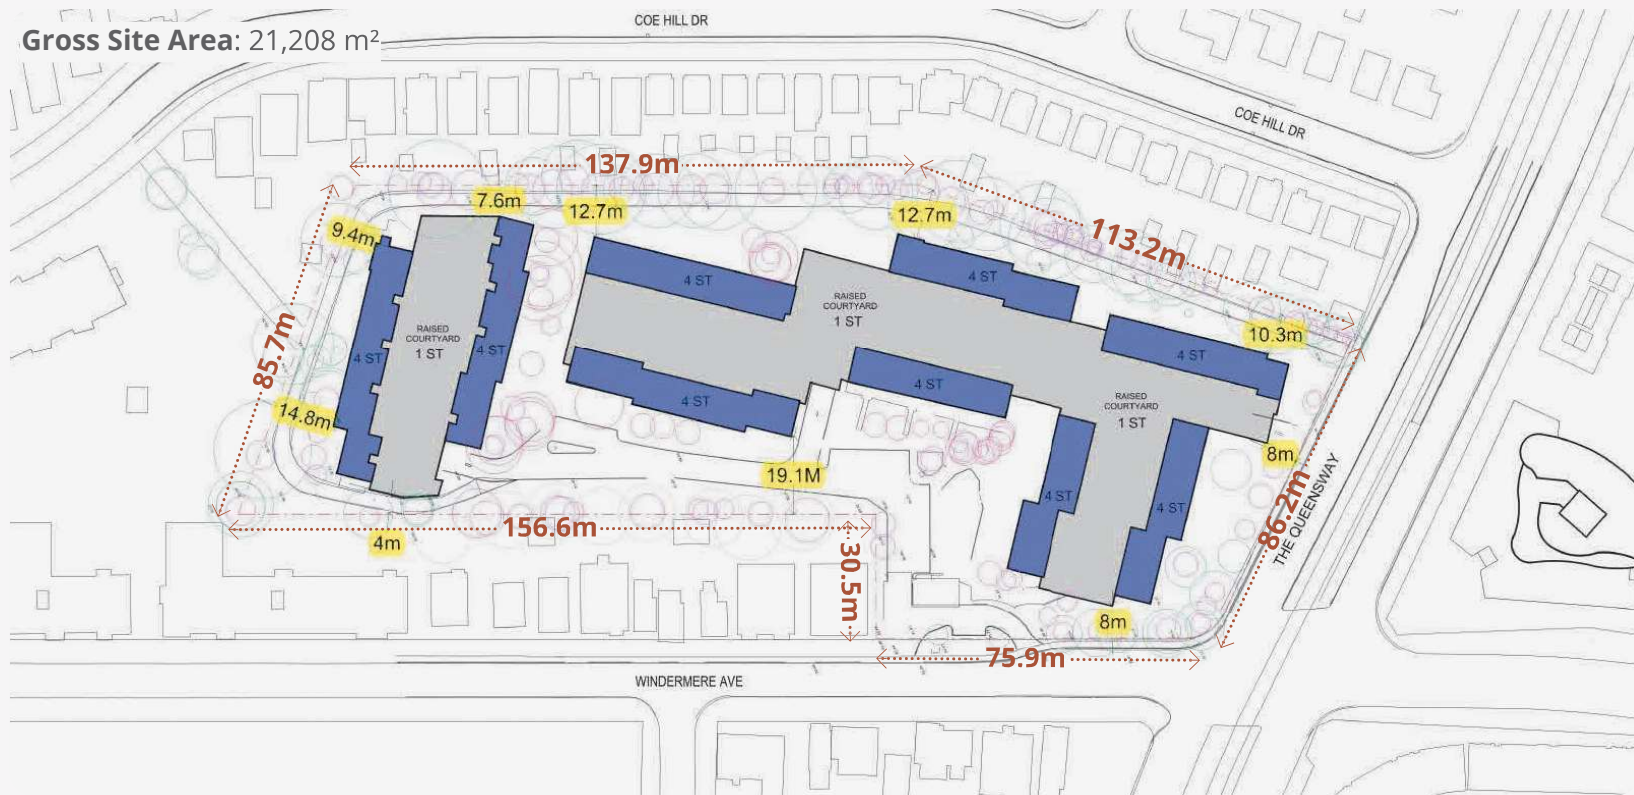 COE HILL DR
Gross Site Area: 21,208 m²
COE HILL DR
137.9m
7.6m
12.7m
12.7m
9.4m
113.2m
4 ST
4 ST
RAISED
COURTYARD
1 ST
RAISED
COURTYARD
1 ST
10.3m
85.7m
4 ST
4 ST
4 ST
4 ST
4 ST
RAISED
COURTYARD
1 ST
14.8m
8m
19.1M
4 ST
4 ST
86.2m
THE QUEENSWAY
156.6m
4m
30.5m
8m
75.9m
WINDERMERE AVE